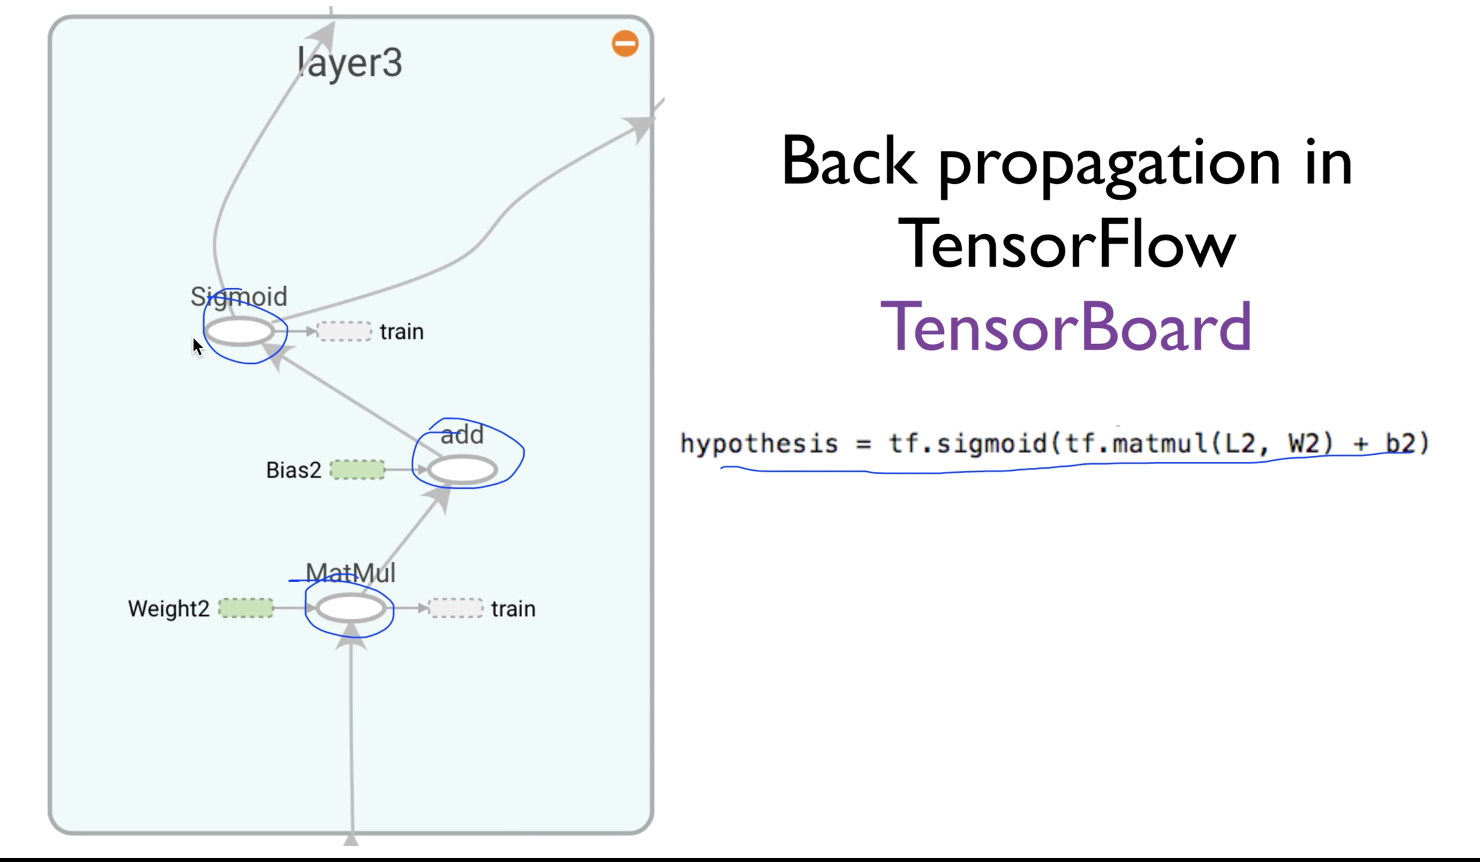 layer3
Sigmoid
train
add
Bias2
MatMul
Weight2
train
Back propagation in
TensorFlow
TensorBoard
hypothesis = tf.sigmoid(tf.matmul(L2, W2) + b2)